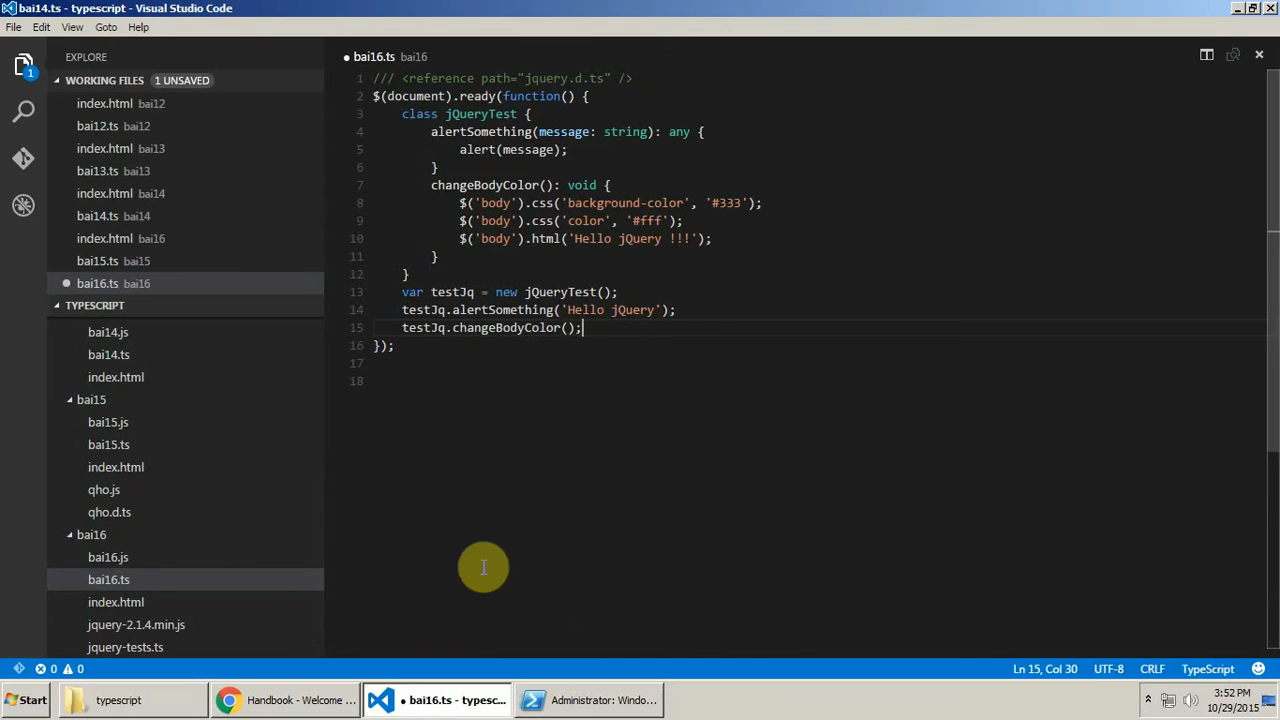 bai14.ts - typescript - Visual Studio Code
File Edit View Goto Help
EXPLORE
WORKING FILES 1 UNSAVED
index.html bai12
bai12.ts bai12
index.html bai13
bai13.ts bai13
index.html bai14
bai14.ts bai14
index.html bai16
bai15.ts bai15
bai16.ts bai16
TYPESCRIPT
bai14.js
bai14.ts
index.html
bai15
bai15.js
bai15.ts
index.html
qho.js
qho.d.ts
bai16
bai16.js
bai16.ts
index.html
jquery-2.1.4.min.js
jquery-tests.ts
1
● bai16.ts bai16
1 /// <reference path="jquery.d.ts" />
2 $(document).ready(function() {
3 class jQueryTest {
4 alertSomething(message: string): any {
5 alert(message);
6 }
7 changeBodyColor(): void {
8 $('body').css('background-color', '#333');
9 $('body').css('color', '#fff');
10 $('body').html('Hello jQuery !!!');
11 }
12 }
13 var testJq = new jQueryTest();
14 testJq.alertSomething('Hello jQuery');
15 testJq.changeBodyColor();
16 });
17
18
0 0 Ln 15, Col 30 UTF-8 CRLF TypeScript
Start typescript Handbook - Welcome ... ● bai16.ts - typesc... Administrator: Windo... 3:52 PM
10/29/2015